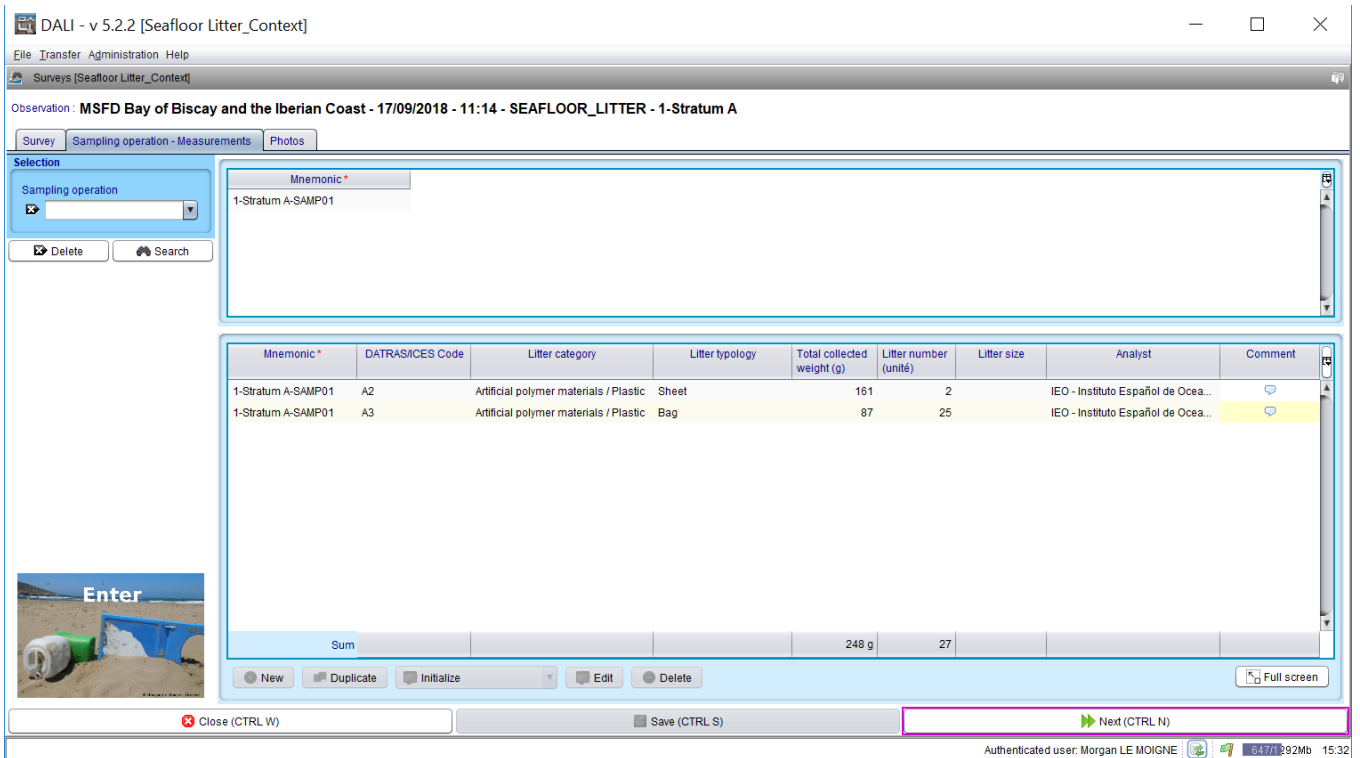 DALI - v 5.2.2 [Seafloor Litter_Context]
File Transfer Administration Help
Surveys [Seafloor Litter_Context]
Observation : MSFD Bay of Biscay and the Iberian Coast - 17/09/2018 - 11:14 - SEAFLOOR_LITTER - 1-Stratum A
Survey Sampling operation - Measurements Photos
Selection
Sampling operation
Delete Search
Mnemonic *
1-Stratum A-SAMP01
Mnemonic * DATRAS/ICES Code Litter category Litter typology Total collected weight (g) Litter number (unité) Litter size Analyst Comment
1-Stratum A-SAMP01 A2 Artificial polymer materials / Plastic Sheet 161 2 IEO - Instituto Español de Ocea...
1-Stratum A-SAMP01 A3 Artificial polymer materials / Plastic Bag 87 25 IEO - Instituto Español de Ocea...
Enter
Sum 248 g 27
New Duplicate Initialize Edit Delete Full screen
Close (CTRL W) Save (CTRL S) Next (CTRL N)
Authenticated user: Morgan LE MOIGNE 647/1292Mb 15:32